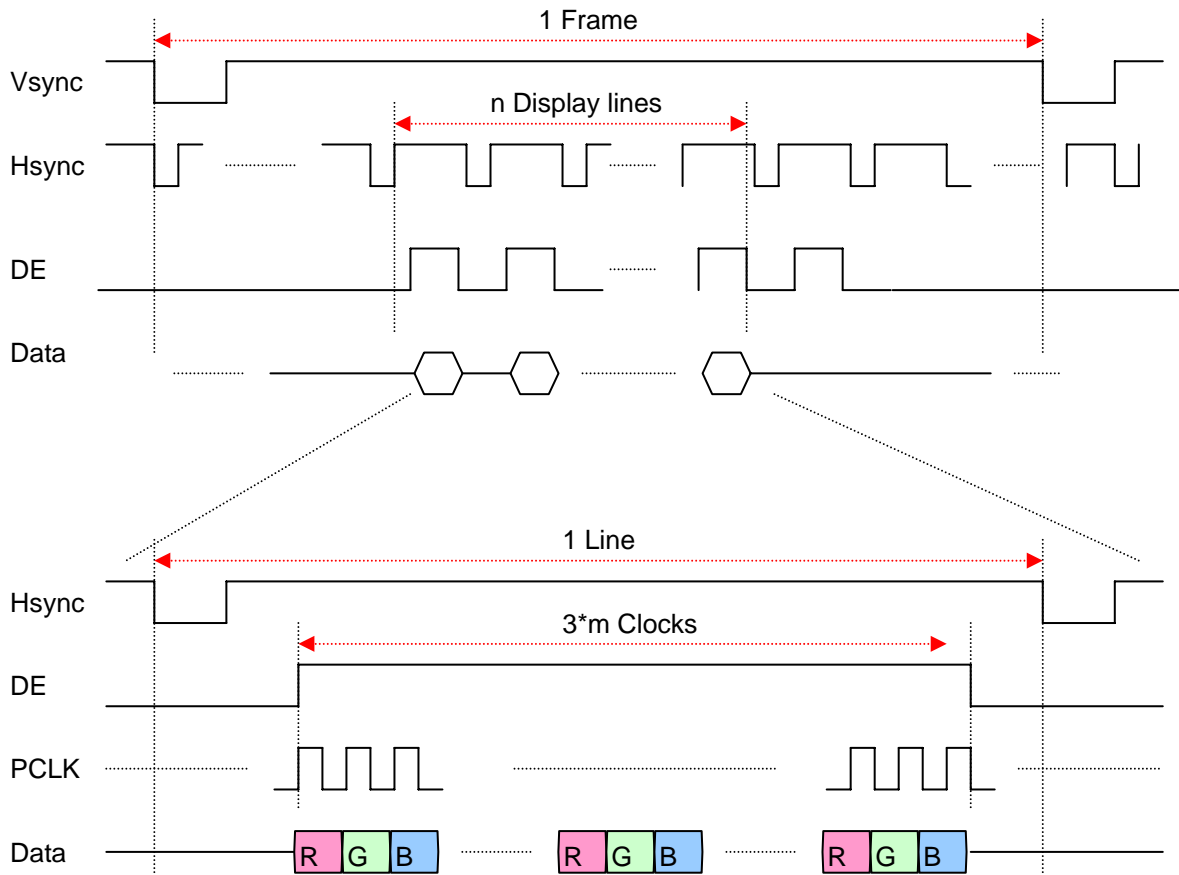 1 Frame
Vsync
n Display lines
Hsync
DE
Data
1 Line
Hsync
3*m Clocks
DE
PCLK
Data R G B R G B R G B